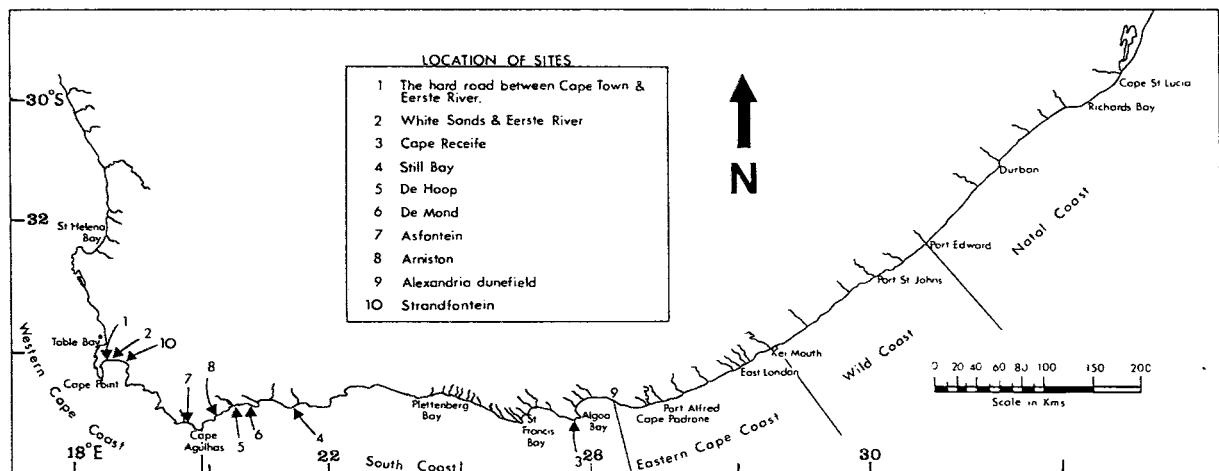 LOCATION OF SITES
1 The hard road between Cape Town &
Eerste River.
2 White Sands & Eerste River
3 Cape Receife
4 Still Bay
5 De Hoop
6 De Mond
7 Asfontein
8 Arniston
9 Alexandria dunefield
10 Strandfontein
N
30°S
32
St Helena
Bay
Table Bay
Cape Point
1
2
10
7
8
Cape
Agulhas
5
6
4
Plettenberg
Bay
St
Francis
Bay
Algoa
Bay
3
9
Cape Padrone
Port Alfred
East London
Kei Mouth
Port St Johns
Port Edward
Durban
Richards Bay
Cape St Lucia
Western Cape
Coast
South Coast
Eastern Cape Coast
Wild Coast
Natal Coast
18°E
22
28
30
0 20 40 60 80 100 150 200
Scale in Kms